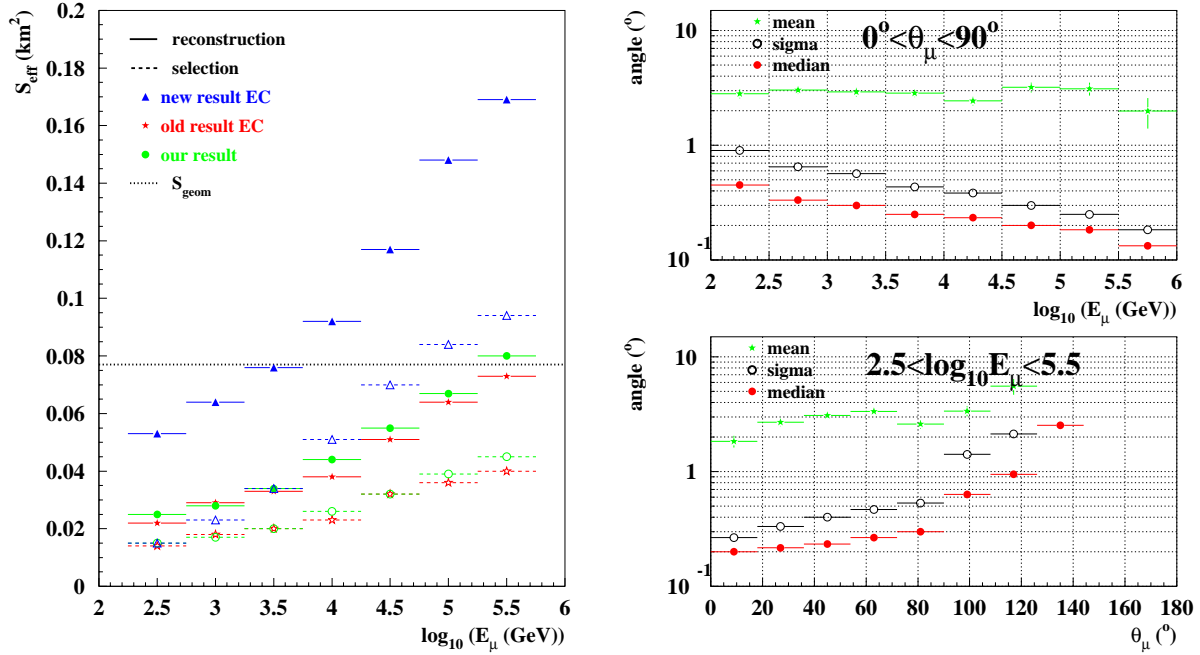 S_eff (km²)
0.2
0.18
0.16
0.14
0.12
0.1
0.08
0.06
0.04
0.02
0
reconstruction
selection
new result EC
old result EC
our result
S_geom
2 2.5 3 3.5 4 4.5 5 5.5 6
log₁₀ (E_μ (GeV))
angle (°)
10
1
10⁻¹
mean
sigma
median
0°<θ_μ<90°
2 2.5 3 3.5 4 4.5 5 5.5 6
log₁₀ (E_μ (GeV))
angle (°)
10
1
10⁻¹
mean
sigma
median
2.5<log₁₀E_μ<5.5
0 20 40 60 80 100 120 140 160 180
θ_μ (°)